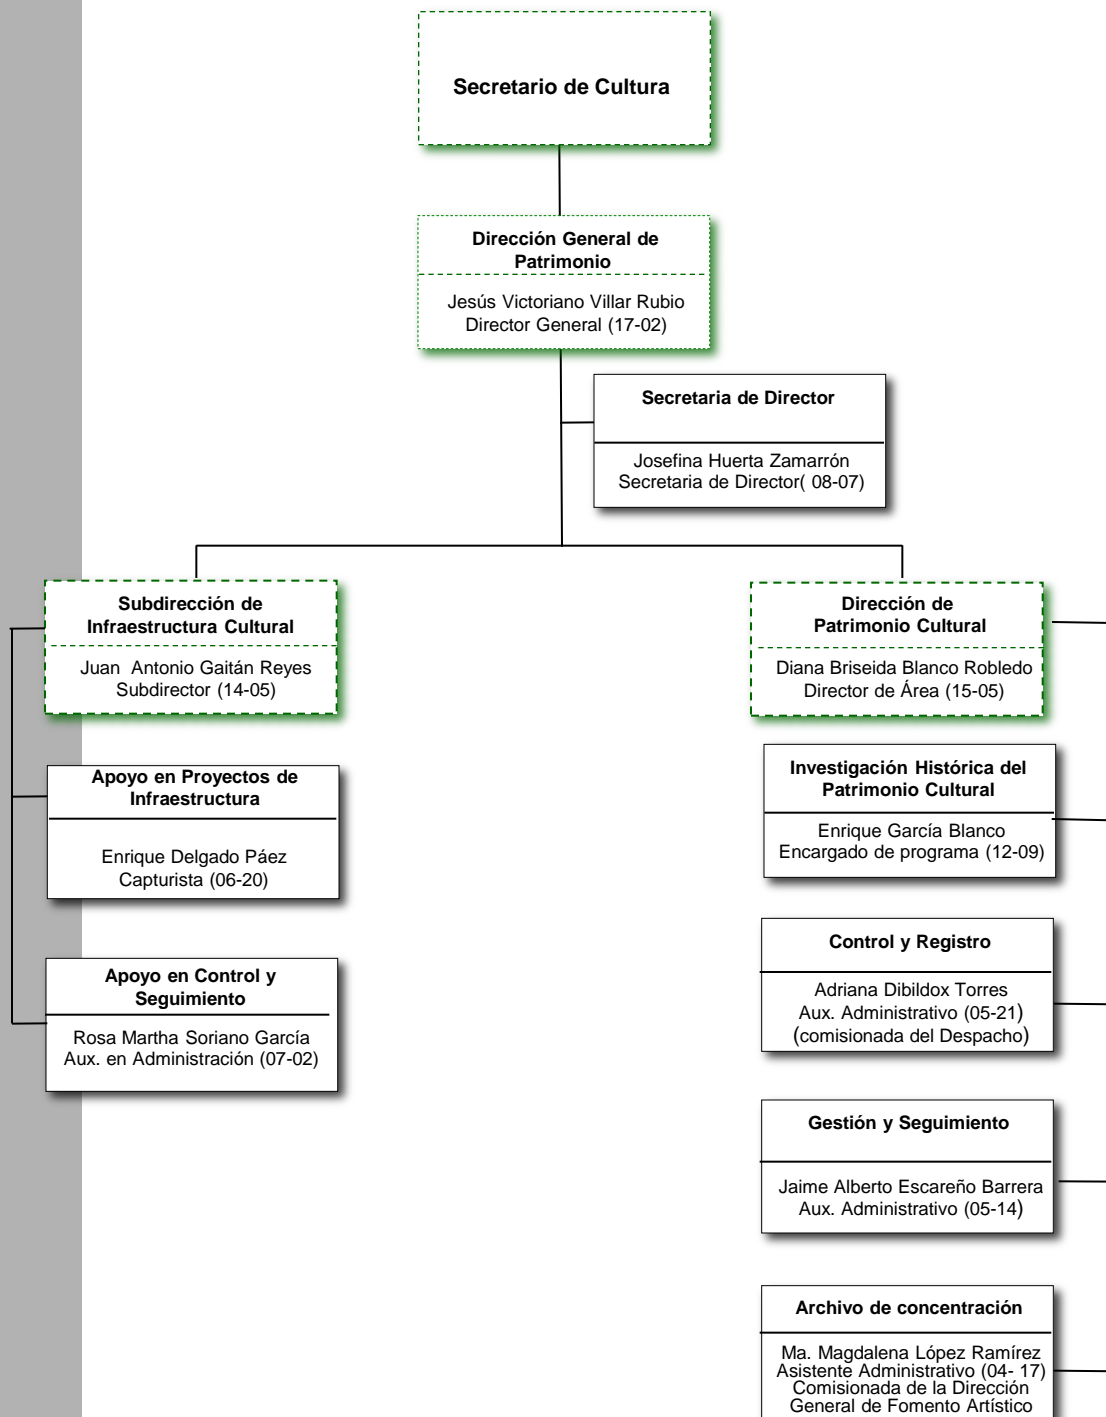 Secretario de Cultura
Dirección General de
Patrimonio
Jesús Victoriano Villar Rubio
Director General (17-02)
Secretaria de Director
Josefina Huerta Zamarrón
Secretaria de Director( 08-07)
Subdirección de
Infraestructura Cultural
Juan  Antonio Gaitán Reyes
Subdirector (14-05)
Apoyo en Proyectos de
Infraestructura
Enrique Delgado Páez
Capturista (06-20)
Apoyo en Control y
Seguimiento
Rosa Martha Soriano García
Aux. en Administración (07-02)
Dirección de
Patrimonio Cultural
Diana Briseida Blanco Robledo
Director de Área (15-05)
Investigación Histórica del
Patrimonio Cultural
Enrique García Blanco
Encargado de programa (12-09)
Control y Registro
Adriana Dibildox Torres
Aux. Administrativo (05-21)
(comisionada del Despacho)
Gestión y Seguimiento
Jaime Alberto Escareño Barrera
Aux. Administrativo (05-14)
Archivo de concentración
Ma. Magdalena López Ramírez
Asistente Administrativo (04- 17)
Comisionada de la Dirección
General de Fomento Artístico